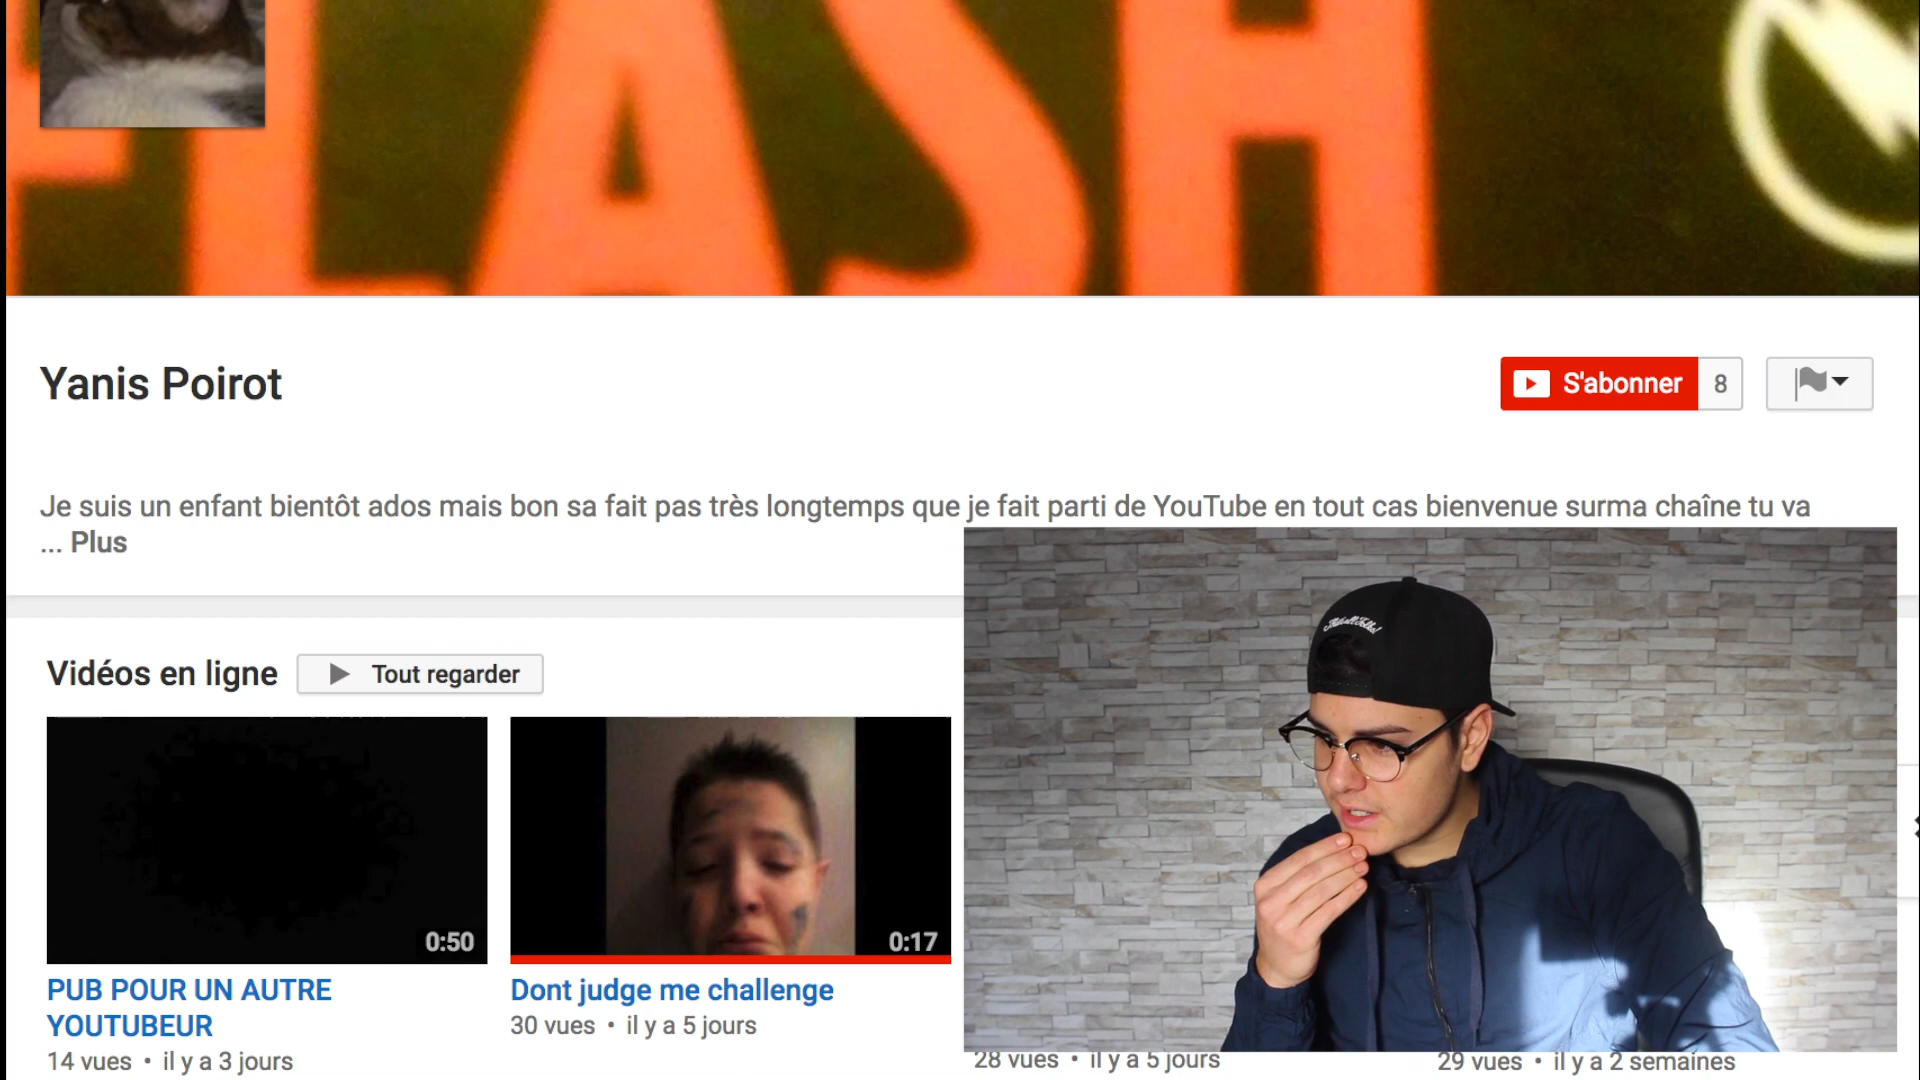 FLASH
Yanis Poirot
S'abonner 8
Je suis un enfant bientôt ados mais bon sa fait pas très longtemps que je fait parti de YouTube en tout cas bienvenue surma chaîne tu va
... Plus
Vidéos en ligne
Tout regarder
0:50
0:17
PUB POUR UN AUTRE
YOUTUBEUR
14 vues • il y a 3 jours
Dont judge me challenge
30 vues • il y a 5 jours
28 vues • il y a 5 jours
29 vues • il y a 2 semaines